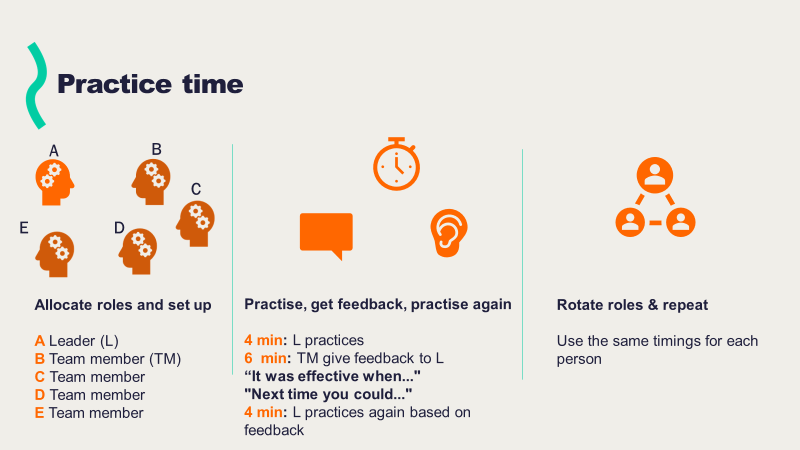 Practice time
A
B
C
E
D
Allocate roles and set up
A Leader (L)
B Team member (TM)
C Team member
D Team member
E Team member
Practise, get feedback, practise again
4 min: L practices
6  min: TM give feedback to L
“It was effective when..."
"Next time you could..."
4 min: L practices again based on
feedback
Rotate roles & repeat
Use the same timings for each
person